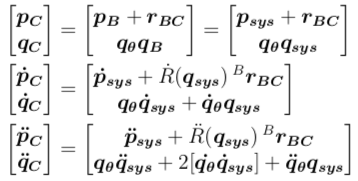 [p_C; q_C] = [p_B + r_BC; q_θ q_B] = [p_sys + r_BC; q_θ q_sys]
[ṗ_C; q̇_C] = [ṗ_sys + Ṙ(q_sys) ^B r_BC; q_θ q̇_sys + q̇_θ q_sys]
[p̈_C; q̈_C] = [p̈_sys + R̈(q_sys) ^B r_BC; q_θ q̈_sys + 2[q̇_θ q̇_sys] + q̈_θ q_sys]